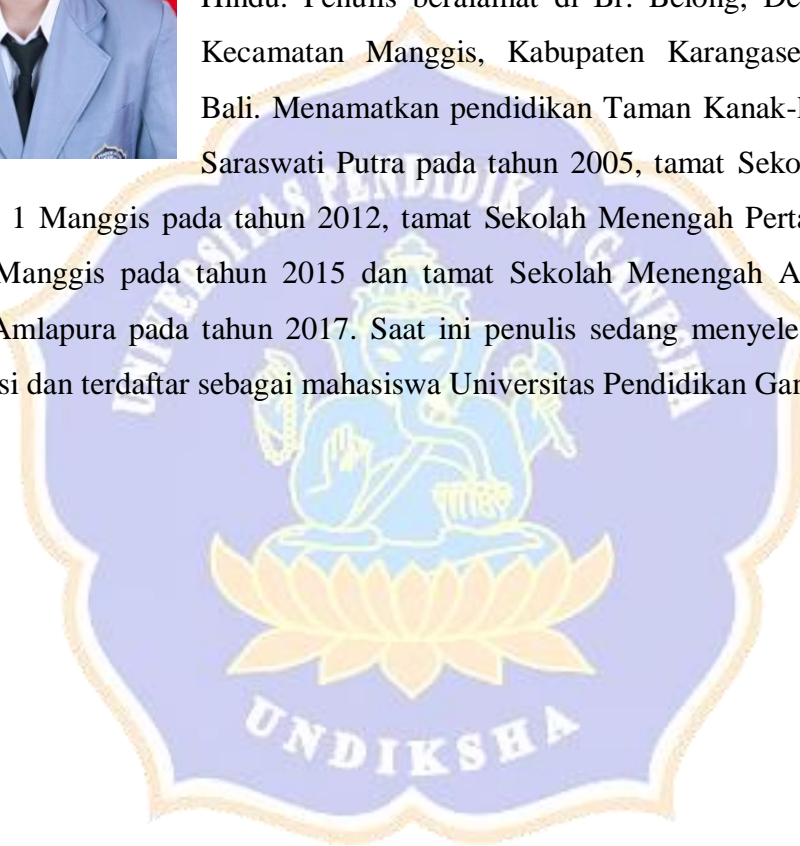 Hindu. Penulis beralamat di Br. Belong, De
Kecamatan Manggis, Kabupaten Karangase
Bali. Menamatkan pendidikan Taman Kanak-
Saraswati Putra pada tahun 2005, tamat Seko
1 Manggis pada tahun 2012, tamat Sekolah Menengah Perta
Manggis pada tahun 2015 dan tamat Sekolah Menengah A
Amlapura pada tahun 2017. Saat ini penulis sedang menyele
si dan terdaftar sebagai mahasiswa Universitas Pendidikan Gan
UNIVERSITAS PENDIDIKAN GANESHA
UNDIKSHA